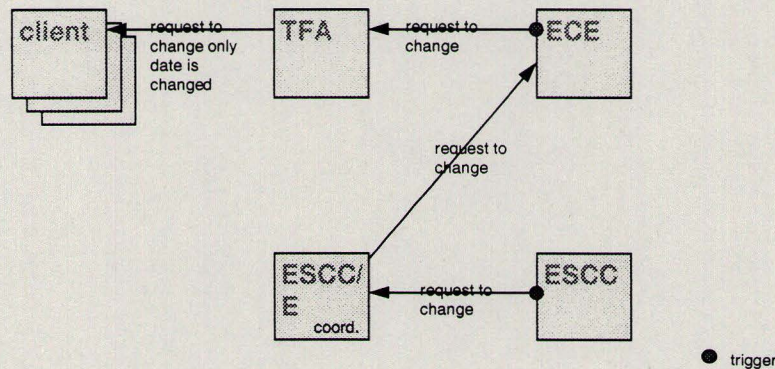 client
request to
change only
date is
changed
TFA
request to
change
ECE
request to
change
ESCC/
E
coord.
request to
change
ESCC
trigger